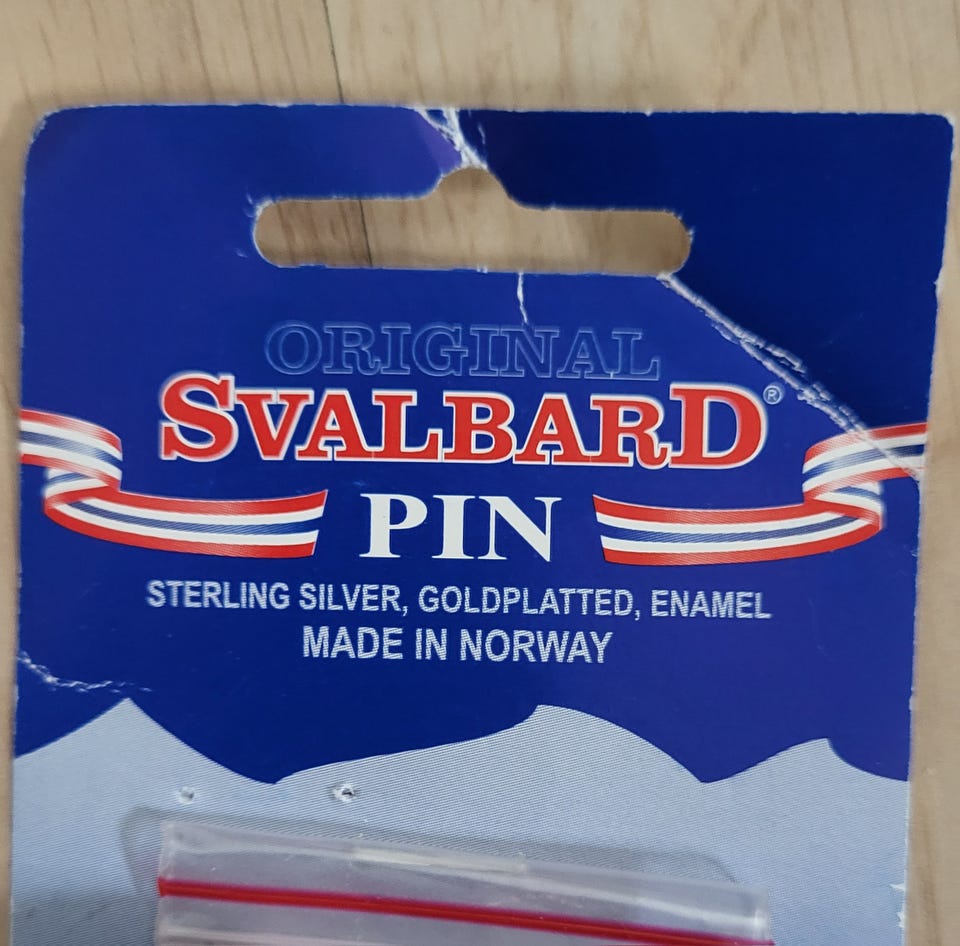 ORIGINAL
SVALBARD®
PIN
STERLING SILVER, GOLDPLATTED, ENAMEL
MADE IN NORWAY